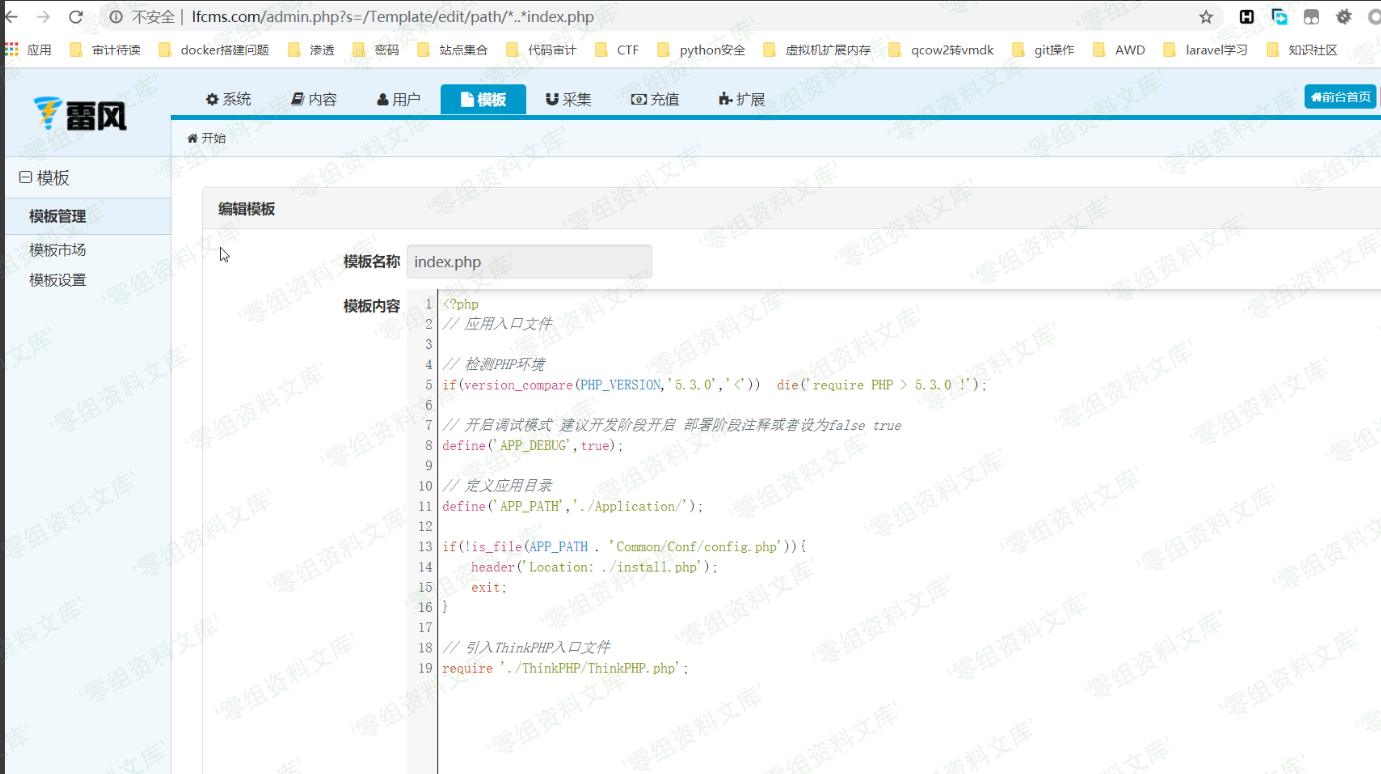 不安全 | lfcms.com/admin.php?s=/Template/edit/path/*..*index.php
应用 审计待读 docker搭建问题 渗透 密码 站点集合 代码审计 CTF python安全 虚拟机扩展内存 qcow2转vmdk git操作 AWD laravel学习 知识社区
雷风 系统 内容 用户 模板 采集 充值 扩展 前台首页
开始
模板
模板管理
模板市场
模板设置
编辑模板
模板名称 index.php
模板内容
1 <?php
2 // 应用入口文件
3
4 // 检测PHP环境
5 if(version_compare(PHP_VERSION,'5.3.0','<'))  die('require PHP > 5.3.0 !');
6
7 // 开启调试模式 建议开发阶段开启 部署阶段注释或者设为false true
8 define('APP_DEBUG',true);
9
10 // 定义应用目录
11 define('APP_PATH','./Application/');
12
13 if(!is_file(APP_PATH . 'Common/Conf/config.php')){
14     header('Location: ./install.php');
15     exit;
16 }
17
18 // 引入ThinkPHP入口文件
19 require './ThinkPHP/ThinkPHP.php';
零组资料文库